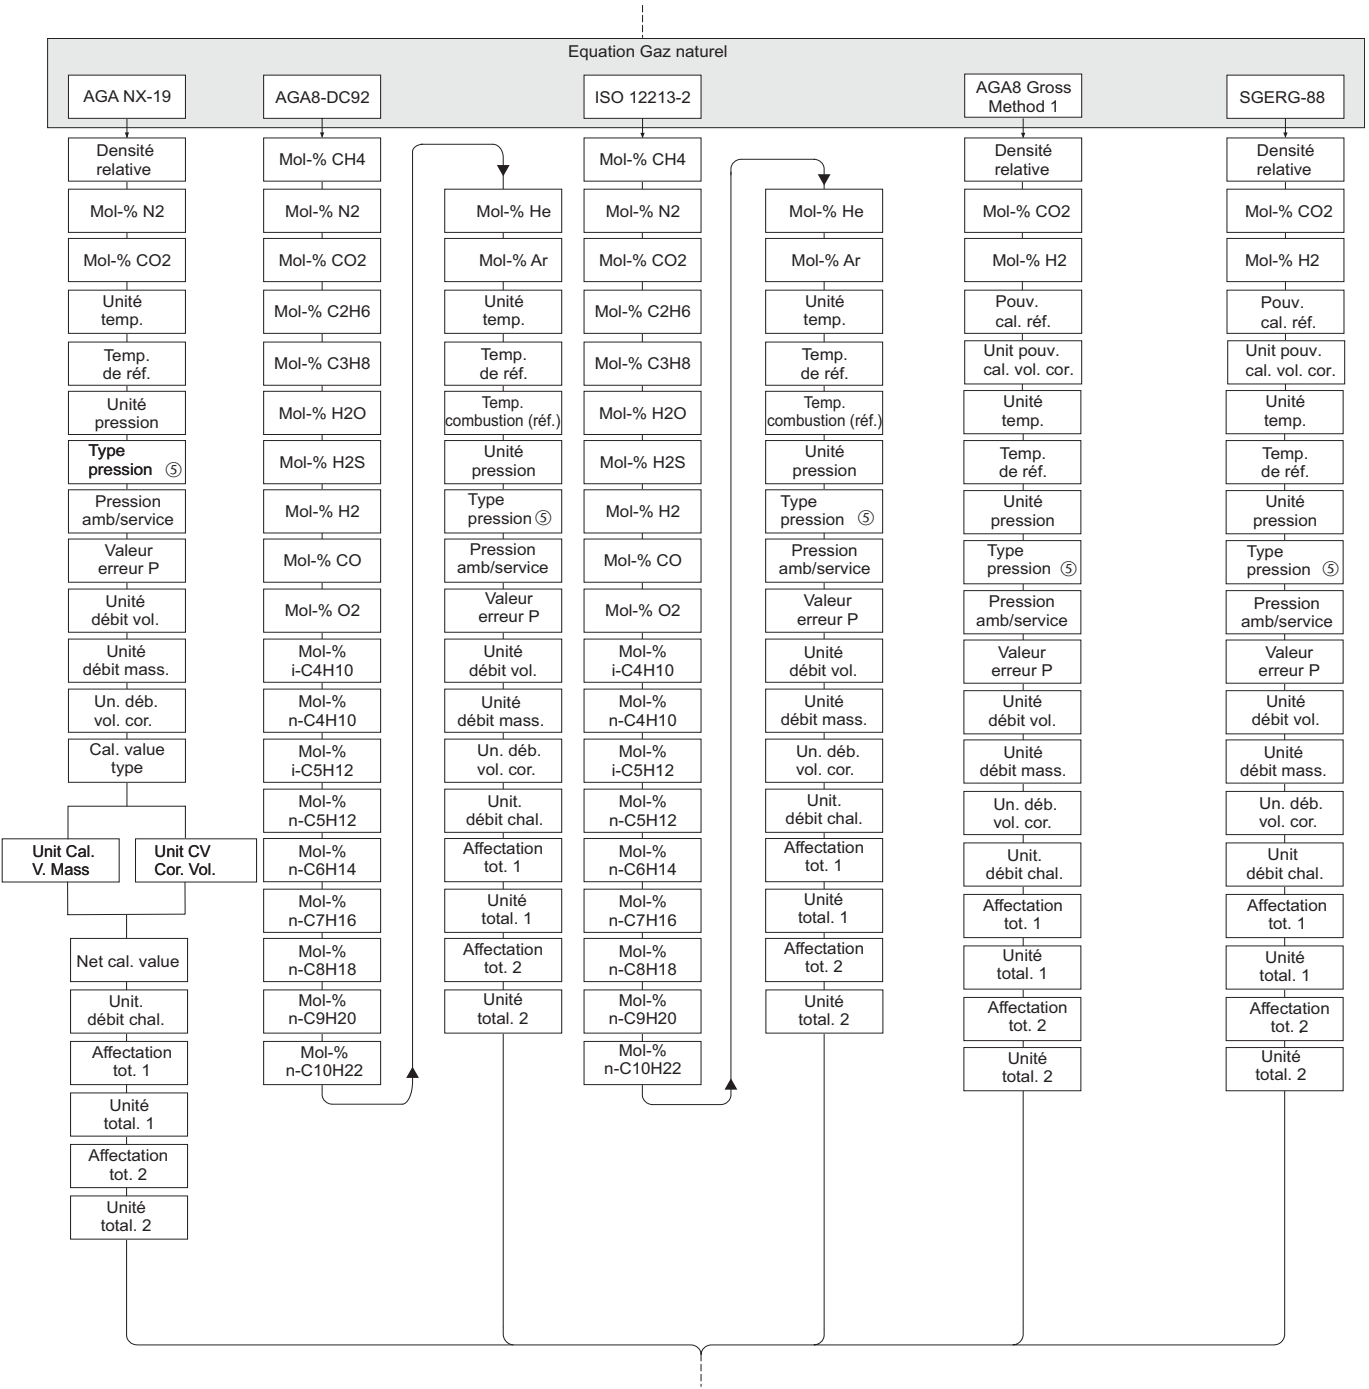 Equation Gaz naturel
AGA NX-19
Densité
relative
Mol-% N2
Mol-% CO2
Unité
temp.
Temp.
de réf.
Unité
pression
Type
pression ⑤
Pression
amb/service
Valeur
erreur P
Unité
débit vol.
Unité
débit mass.
Un. déb.
vol. cor.
Cal. value
type
Unit Cal.
V. Mass
Unit CV
Cor. Vol.
Net cal. value
Unit.
débit chal.
Affectation
tot. 1
Unité
total. 1
Affectation
tot. 2
Unité
total. 2
AGA8-DC92
Mol-% CH4
Mol-% N2
Mol-% CO2
Mol-% C2H6
Mol-% C3H8
Mol-% H2O
Mol-% H2S
Mol-% H2
Mol-% CO
Mol-% O2
Mol-%
i-C4H10
Mol-%
n-C4H10
Mol-%
i-C5H12
Mol-%
n-C5H12
Mol-%
n-C6H14
Mol-%
n-C7H16
Mol-%
n-C8H18
Mol-%
n-C9H20
Mol-%
n-C10H22
Mol-% He
Mol-% Ar
Unité
temp.
Temp.
de réf.
Temp.
combustion (réf.)
Unité
pression
Type
pression ⑤
Pression
amb/service
Valeur
erreur P
Unité
débit vol.
Unité
débit mass.
Un. déb.
vol. cor.
Unit.
débit chal.
Affectation
tot. 1
Unité
total. 1
Affectation
tot. 2
Unité
total. 2
ISO 12213-2
Mol-% CH4
Mol-% N2
Mol-% CO2
Mol-% C2H6
Mol-% C3H8
Mol-% H2O
Mol-% H2S
Mol-% H2
Mol-% CO
Mol-% O2
Mol-%
i-C4H10
Mol-%
n-C4H10
Mol-%
i-C5H12
Mol-%
n-C5H12
Mol-%
n-C6H14
Mol-%
n-C7H16
Mol-%
n-C8H18
Mol-%
n-C9H20
Mol-%
n-C10H22
Mol-% He
Mol-% Ar
Unité
temp.
Temp.
de réf.
Temp.
combustion (réf.)
Unité
pression
Type
pression ⑤
Pression
amb/service
Valeur
erreur P
Unité
débit vol.
Unité
débit mass.
Un. déb.
vol. cor.
Unit.
débit chal.
Affectation
tot. 1
Unité
total. 1
Affectation
tot. 2
Unité
total. 2
AGA8 Gross
Method 1
Densité
relative
Mol-% CO2
Mol-% H2
Pouv.
cal. réf.
Unit pouv.
cal. vol. cor.
Unité
temp.
Temp.
de réf.
Unité
pression
Type
pression ⑤
Pression
amb/service
Valeur
erreur P
Unité
débit vol.
Unité
débit mass.
Un. déb.
vol. cor.
Unit.
débit chal.
Affectation
tot. 1
Unité
total. 1
Affectation
tot. 2
Unité
total. 2
SGERG-88
Densité
relative
Mol-% CO2
Mol-% H2
Pouv.
cal. réf.
Unit pouv.
cal. vol. cor.
Unité
temp.
Temp.
de réf.
Unité
pression
Type
pression ⑤
Pression
amb/service
Valeur
erreur P
Unité
débit vol.
Unité
débit mass.
Un. déb.
vol. cor.
Unit
débit chal.
Affectation
tot. 1
Unité
total. 1
Affectation
tot. 2
Unité
total. 2